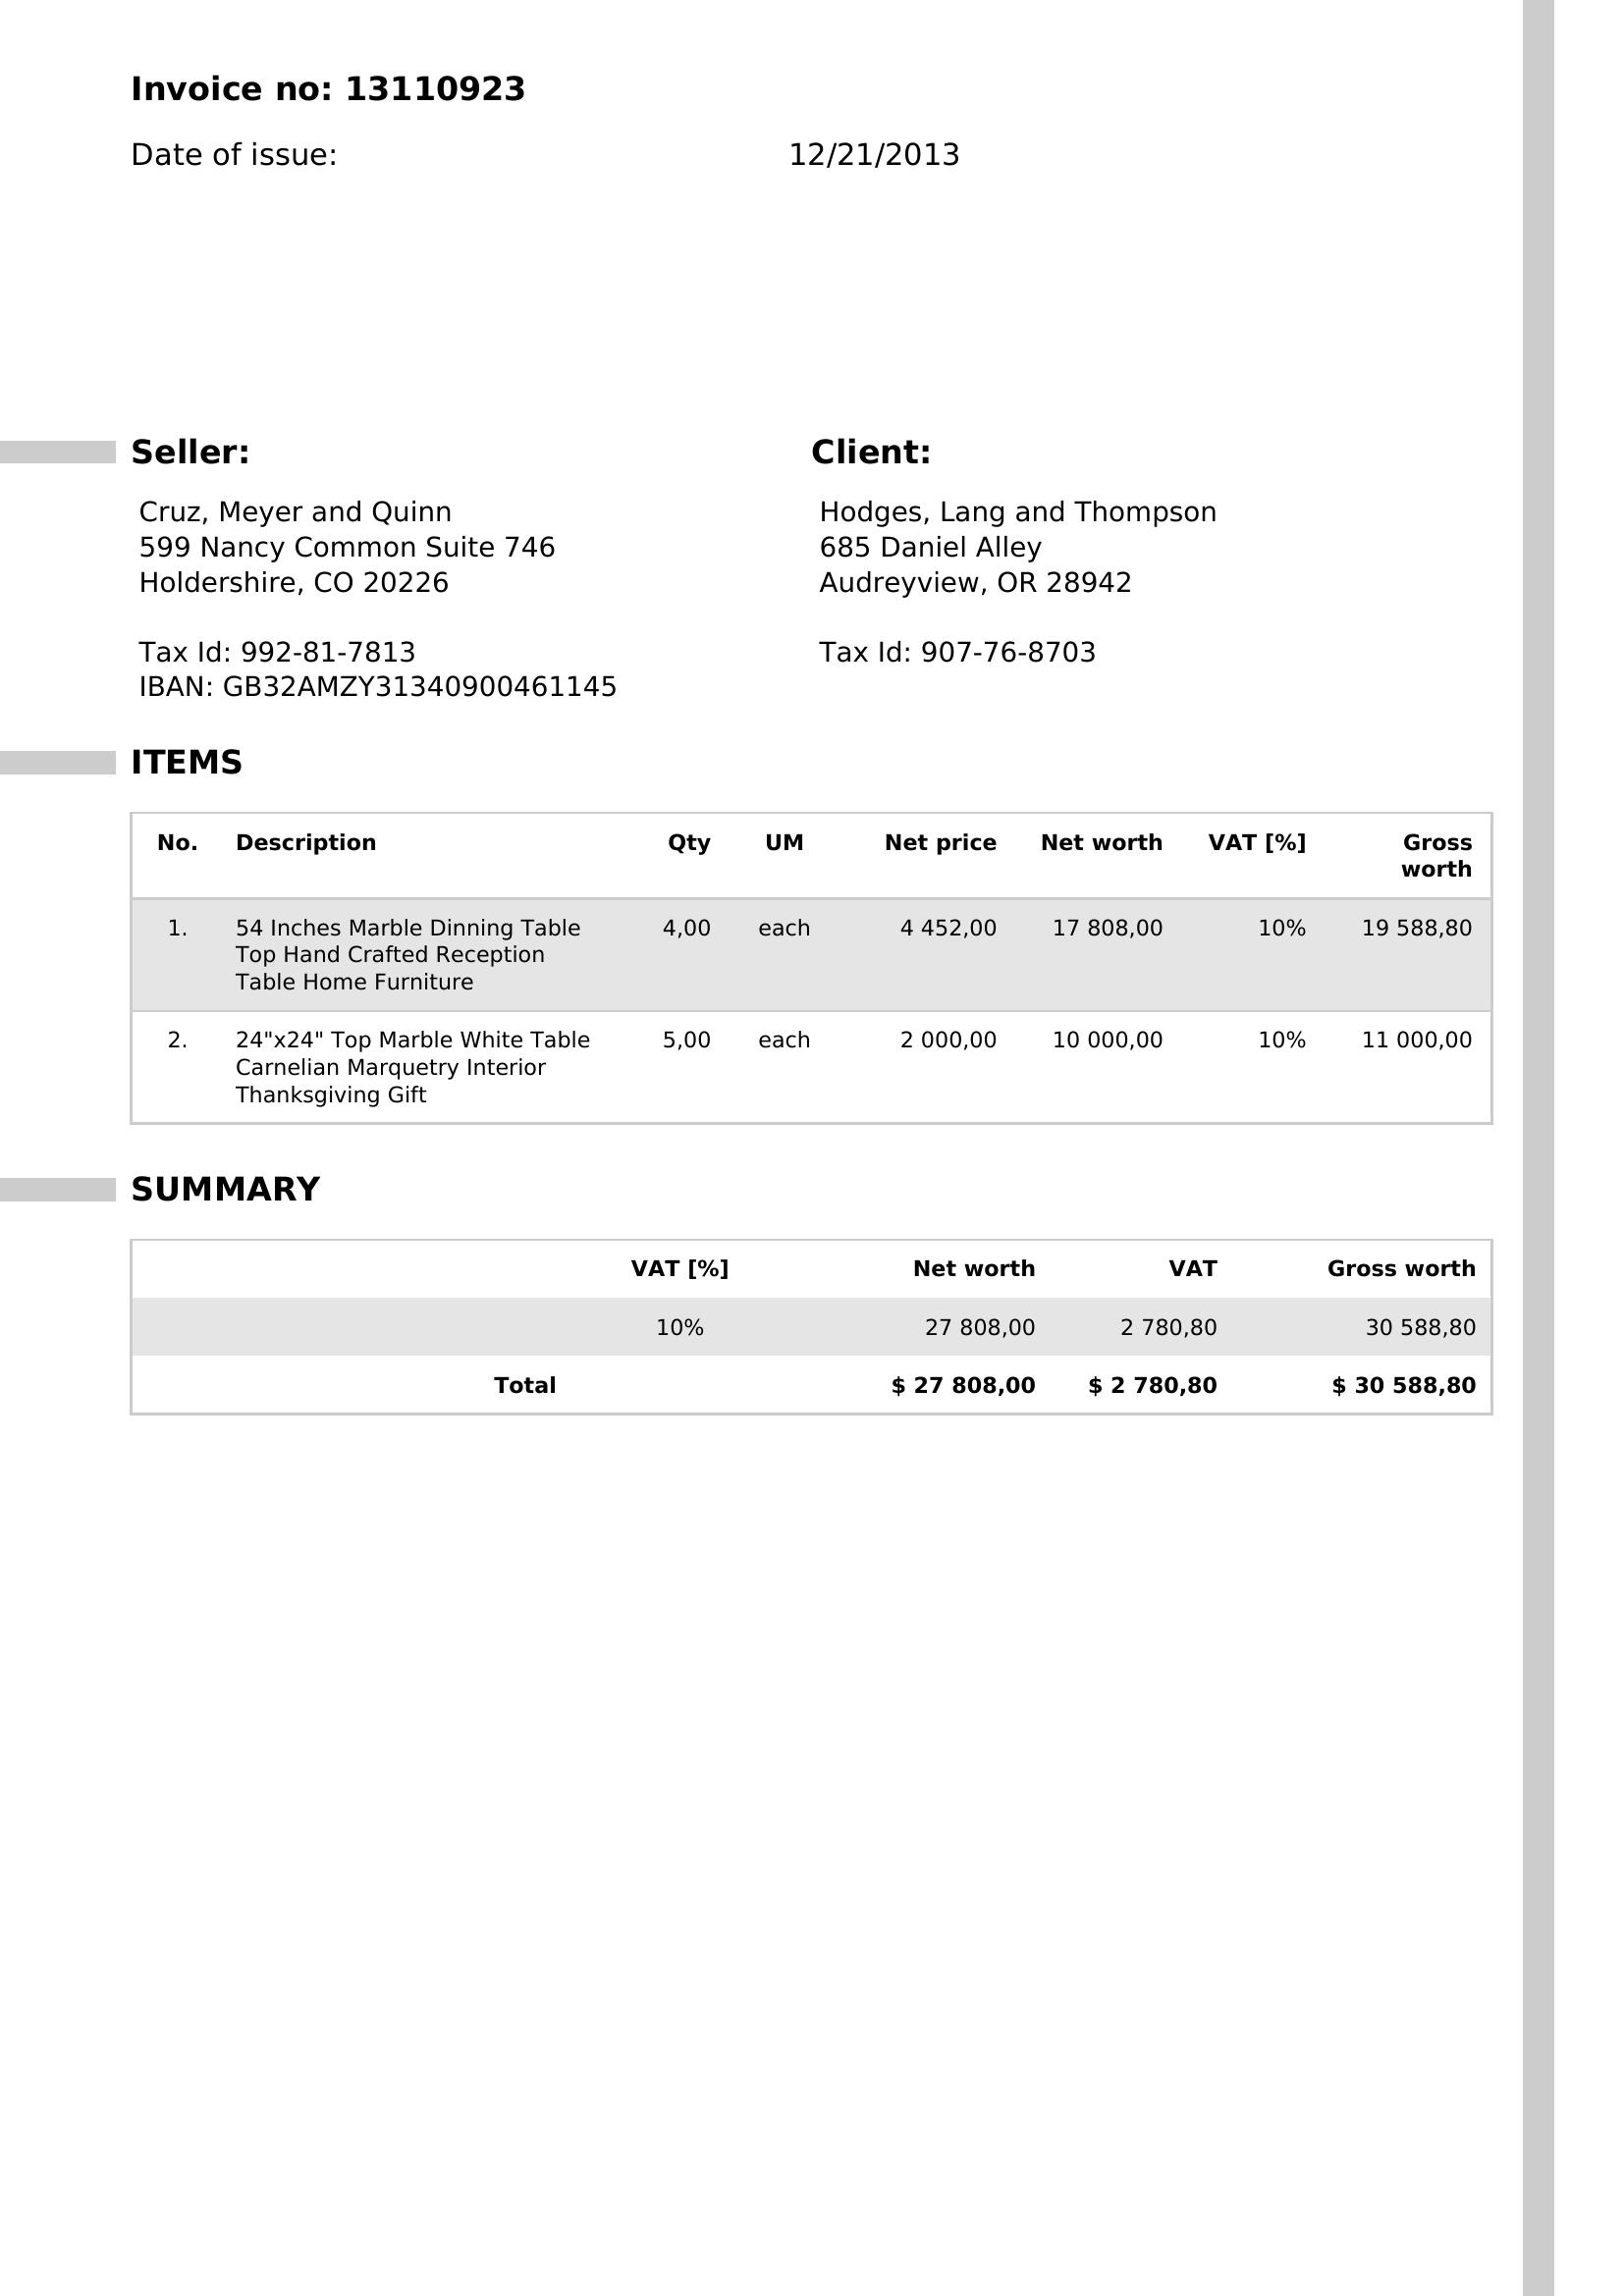 Invoice no: 13110923
Date of issue: 12/21/2013
Seller:
Cruz, Meyer and Quinn
599 Nancy Common Suite 746
Holdershire, CO 20226
Tax Id: 992-81-7813
IBAN: GB32AMZY31340900461145
Client:
Hodges, Lang and Thompson
685 Daniel Alley
Audreyview, OR 28942
Tax Id: 907-76-8703
ITEMS
No. Description Qty UM Net price Net worth VAT [%] Gross
worth
1. 54 Inches Marble Dinning Table 4,00 each 4 452,00 17 808,00 10% 19 588,80
Top Hand Crafted Reception
Table Home Furniture
2. 24"x24" Top Marble White Table 5,00 each 2 000,00 10 000,00 10% 11 000,00
Carnelian Marquetry Interior
Thanksgiving Gift
SUMMARY
VAT [%] Net worth VAT Gross worth
10% 27 808,00 2 780,80 30 588,80
Total $ 27 808,00 $ 2 780,80 $ 30 588,80